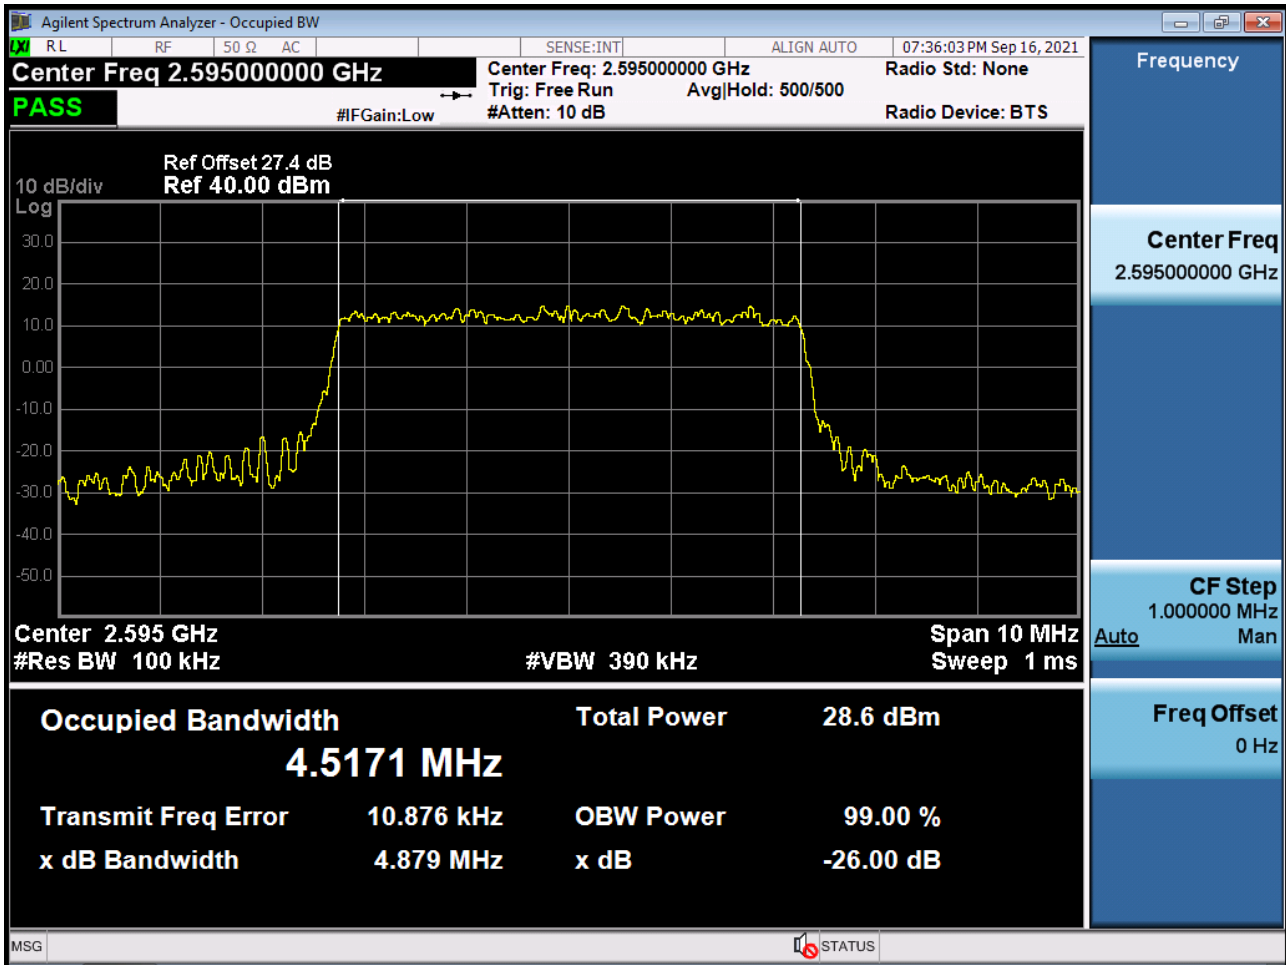 Agilent Spectrum Analyzer - Occupied BW
LXI RL RF 50 Ω AC SENSE:INT ALIGN AUTO 07:36:03 PM Sep 16, 2021
Center Freq 2.595000000 GHz
PASS
#IFGain:Low
Center Freq: 2.595000000 GHz
Trig: Free Run Avg|Hold: 500/500
#Atten: 10 dB
Radio Std: None
Radio Device: BTS
Ref Offset 27.4 dB
10 dB/div Ref 40.00 dBm
Log
30.0
20.0
10.0
0.00
-10.0
-20.0
-30.0
-40.0
-50.0
Center 2.595 GHz Span 10 MHz
#Res BW 100 kHz #VBW 390 kHz Sweep 1 ms
Occupied Bandwidth Total Power 28.6 dBm
4.5171 MHz
Transmit Freq Error 10.876 kHz OBW Power 99.00 %
x dB Bandwidth 4.879 MHz x dB -26.00 dB
Frequency
Center Freq
2.595000000 GHz
CF Step
1.000000 MHz
Auto Man
Freq Offset
0 Hz
MSG STATUS